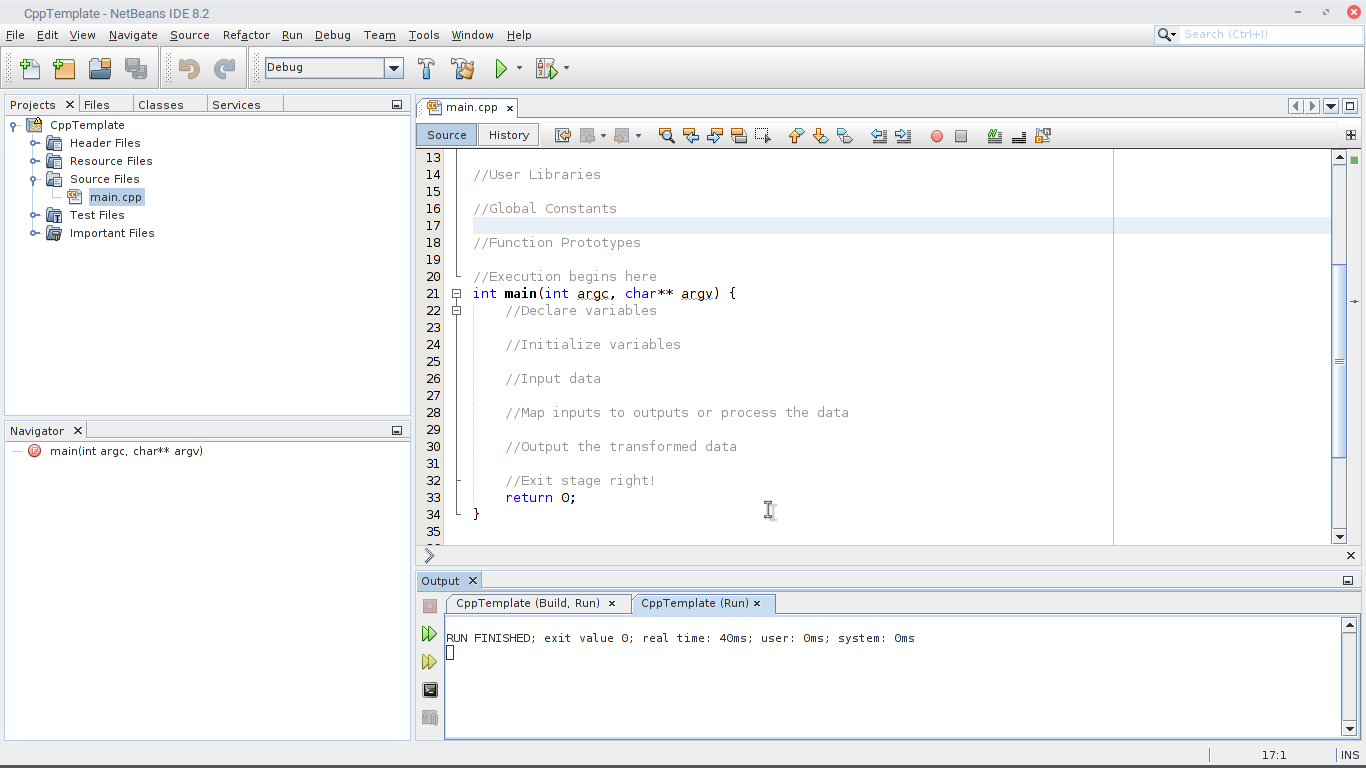 CppTemplate - NetBeans IDE 8.2
File Edit View Navigate Source Refactor Run Debug Team Tools Window Help
Search (Ctrl+I)
Debug
Projects Files Classes Services
CppTemplate
Header Files
Resource Files
Source Files
main.cpp
Test Files
Important Files
Navigator
main(int argc, char** argv)
main.cpp
Source History
13
14 //User Libraries
15
16 //Global Constants
17
18 //Function Prototypes
19
20 //Execution begins here
21 int main(int argc, char** argv) {
22 //Declare variables
23
24 //Initialize variables
25
26 //Input data
27
28 //Map inputs to outputs or process the data
29
30 //Output the transformed data
31
32 //Exit stage right!
33 return 0;
34 }
35
Output
CppTemplate (Build, Run) CppTemplate (Run)
RUN FINISHED; exit value 0; real time: 40ms; user: 0ms; system: 0ms
17:1 INS